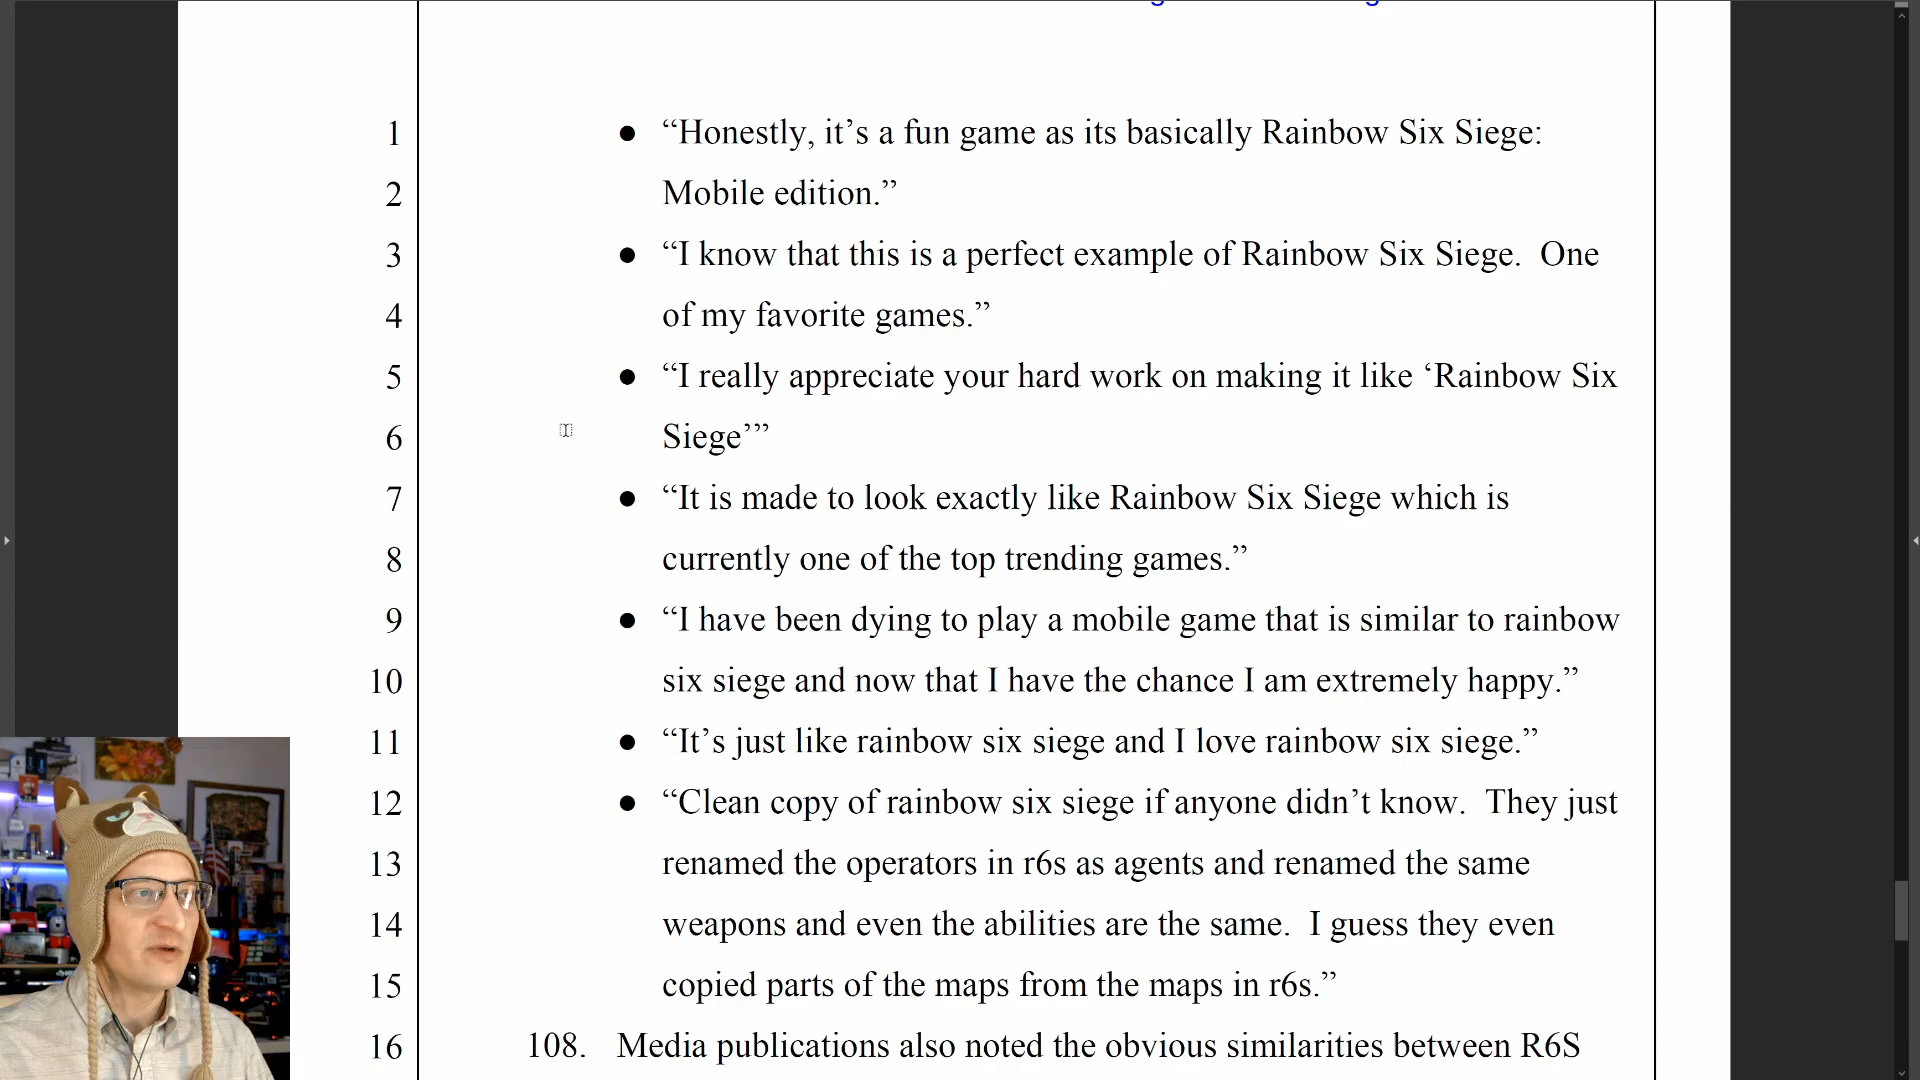 1 ● “Honestly, it’s a fun game as its basically Rainbow Six Siege:
2 Mobile edition.”
3 ● “I know that this is a perfect example of Rainbow Six Siege.  One
4 of my favorite games.”
5 ● “I really appreciate your hard work on making it like ‘Rainbow Six
6 Siege’”
7 ● “It is made to look exactly like Rainbow Six Siege which is
8 currently one of the top trending games.”
9 ● “I have been dying to play a mobile game that is similar to rainbow
10 six siege and now that I have the chance I am extremely happy.”
11 ● “It’s just like rainbow six siege and I love rainbow six siege.”
12 ● “Clean copy of rainbow six siege if anyone didn’t know.  They just
13 renamed the operators in r6s as agents and renamed the same
14 weapons and even the abilities are the same.  I guess they even
15 copied parts of the maps from the maps in r6s.”
16 108. Media publications also noted the obvious similarities between R6S